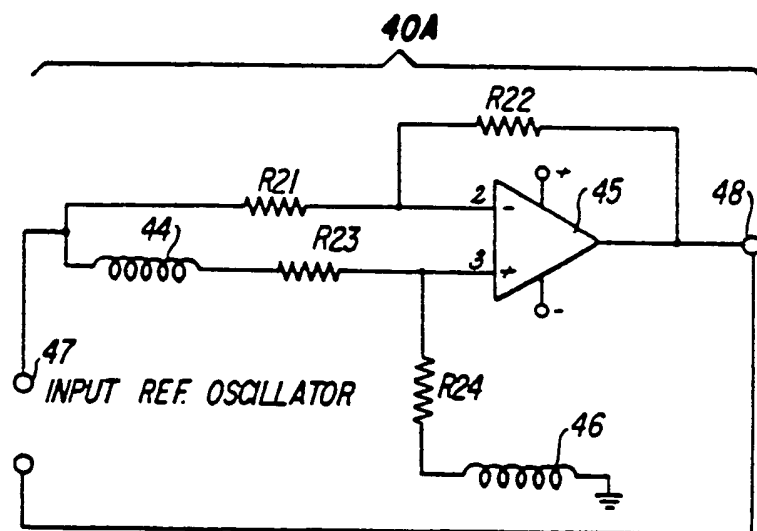 40A
R22
R21
2
-
+
45
48
44
R23
3
+
-
47
INPUT REF. OSCILLATOR
R24
46